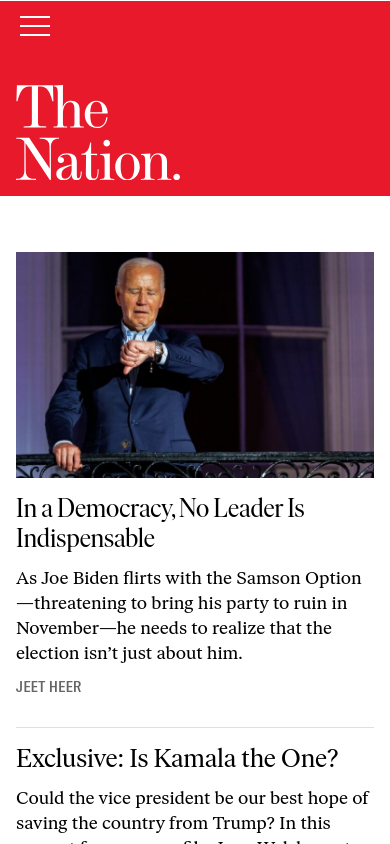 The
Nation.
In a Democracy, No Leader Is
Indispensable
As Joe Biden flirts with the Samson Option
—threatening to bring his party to ruin in
November—he needs to realize that the
election isn’t just about him.
JEET HEER
Exclusive: Is Kamala the One?
Could the vice president be our best hope of
saving the country from Trump? In this